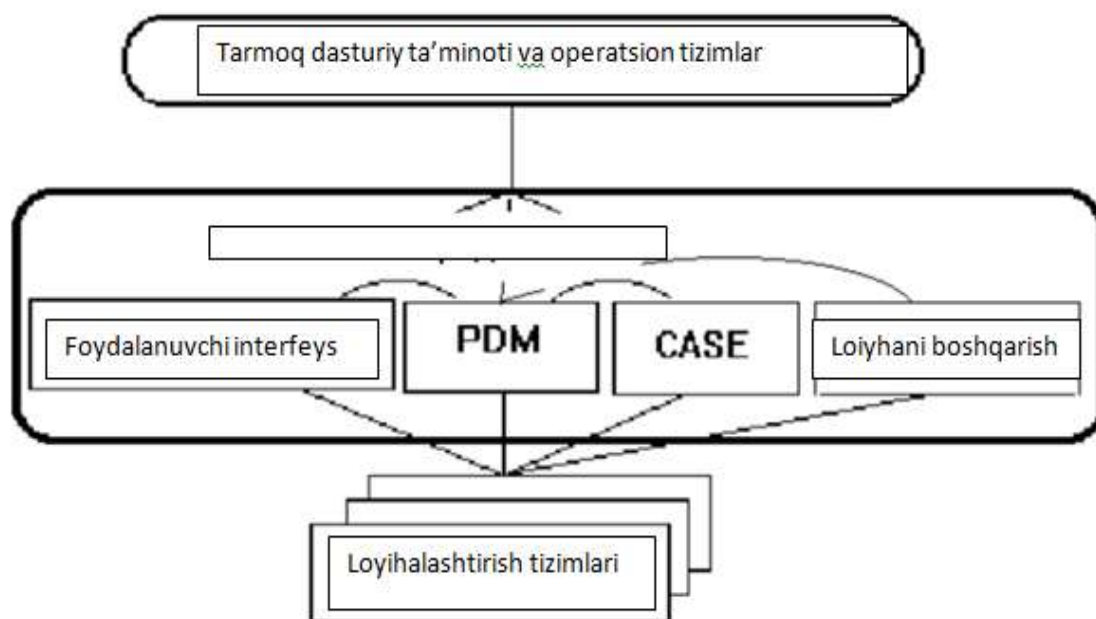 Tarmoq dasturiy ta’minoti va operatsion tizimlar
Foydalanuvchi interfeys
PDM
CASE
Loiyhani boshqarish
Loyihalashtirish tizimlari